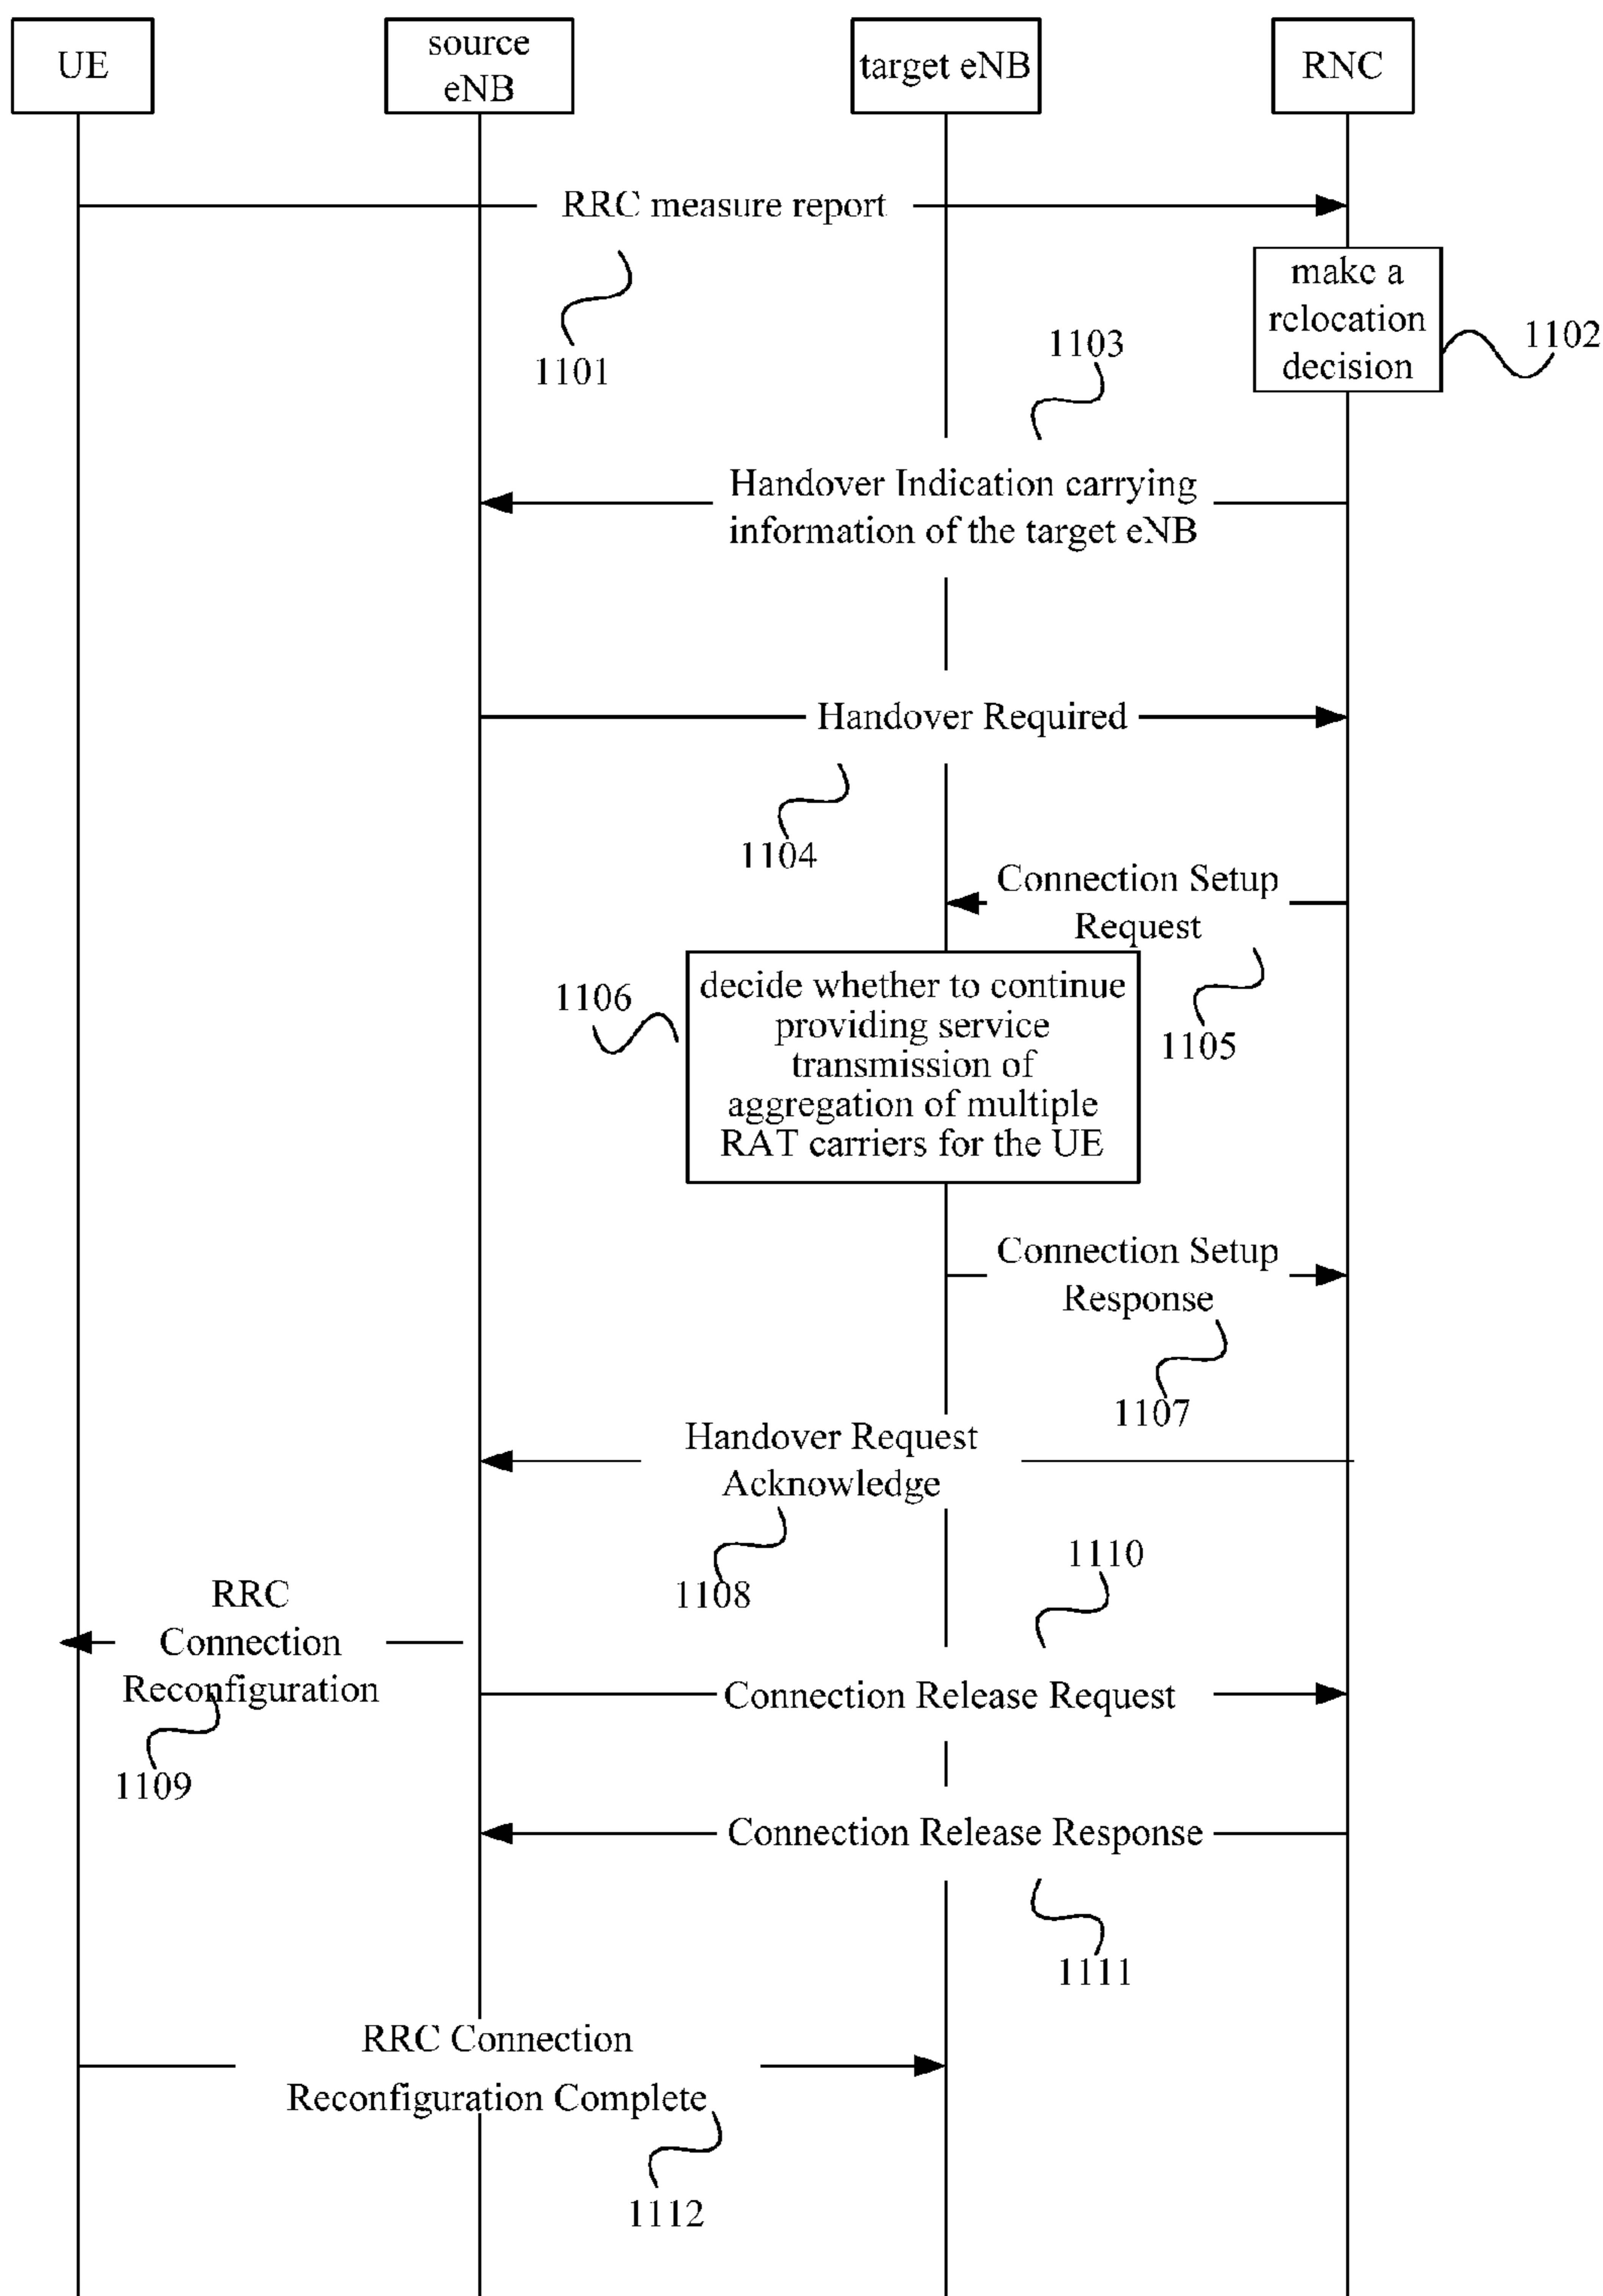 UE
source
eNB
target eNB
RNC
RRC measure report
1101
make a
relocation
decision
1102
1103
Handover Indication carrying
information of the target eNB
Handover Required
1104
Connection Setup
Request
1105
1106
decide whether to continue
providing service
transmission of
aggregation of multiple
RAT carriers for the UE
Connection Setup
Response
1107
Handover Request
Acknowledge
1108
RRC
Connection
Reconfiguration
1109
1110
Connection Release Request
Connection Release Response
1111
RRC Connection
Reconfiguration Complete
1112